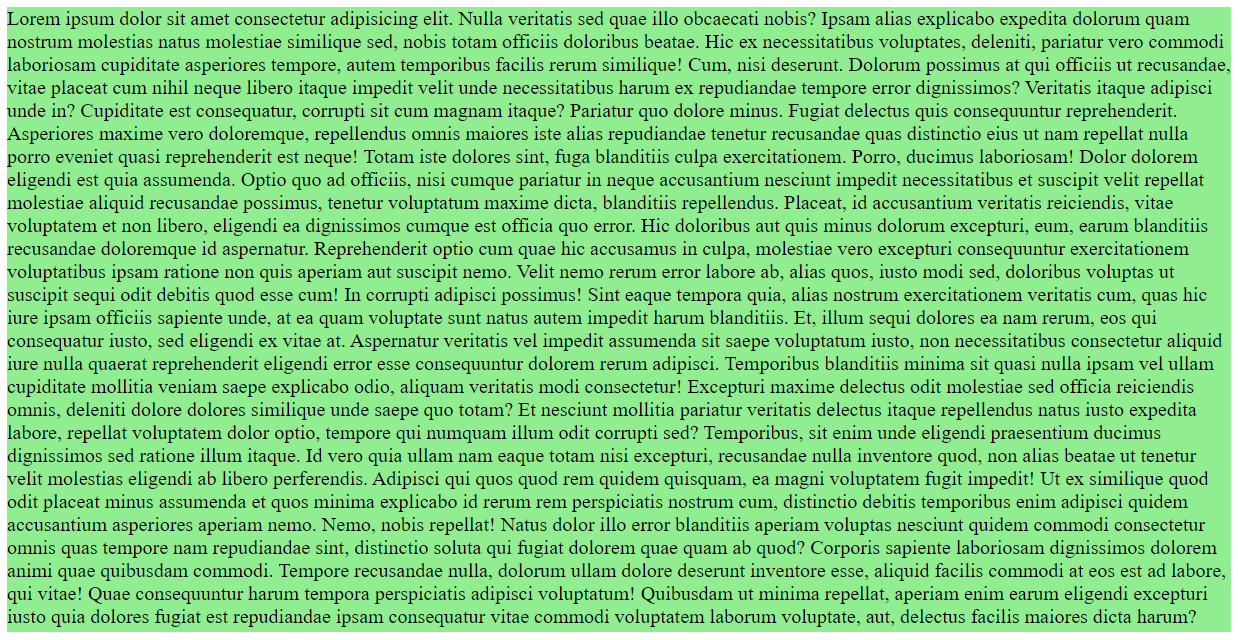 Lorem ipsum dolor sit amet consectetur adipisicing elit. Nulla veritatis sed quae illo obcaecati nobis? Ipsam alias explicabo expedita dolorum quam
nostrum molestias natus molestiae similique sed, nobis totam officiis doloribus beatae. Hic ex necessitatibus voluptates, deleniti, pariatur vero commodi
laboriosam cupiditate asperiores tempore, autem temporibus facilis rerum similique! Cum, nisi deserunt. Dolorum possimus at qui officiis ut recusandae,
vitae placeat cum nihil neque libero itaque impedit velit unde necessitatibus harum ex repudiandae tempore error dignissimos? Veritatis itaque adipisci
unde in? Cupiditate est consequatur, corrupti sit cum magnam itaque? Pariatur quo dolore minus. Fugiat delectus quis consequuntur reprehenderit.
Asperiores maxime vero doloremque, repellendus omnis maiores iste alias repudiandae tenetur recusandae quas distinctio eius ut nam repellat nulla
porro eveniet quasi reprehenderit est neque! Totam iste dolores sint, fuga blanditiis culpa exercitationem. Porro, ducimus laboriosam! Dolor dolorem
eligendi est quia assumenda. Optio quo ad officiis, nisi cumque pariatur in neque accusantium nesciunt impedit necessitatibus et suscipit velit repellat
molestiae aliquid recusandae possimus, tenetur voluptatum maxime dicta, blanditiis repellendus. Placeat, id accusantium veritatis reiciendis, vitae
voluptatem et non libero, eligendi ea dignissimos cumque est officia quo error. Hic doloribus aut quis minus dolorum excepturi, eum, earum blanditiis
recusandae doloremque id aspernatur. Reprehenderit optio cum quae hic accusamus in culpa, molestiae vero excepturi consequuntur exercitationem
voluptatibus ipsam ratione non quis aperiam aut suscipit nemo. Velit nemo rerum error labore ab, alias quos, iusto modi sed, doloribus voluptas ut
suscipit sequi odit debitis quod esse cum! In corrupti adipisci possimus! Sint eaque tempora quia, alias nostrum exercitationem veritatis cum, quas hic
iure ipsam officiis sapiente unde, at ea quam voluptate sunt natus autem impedit harum blanditiis. Et, illum sequi dolores ea nam rerum, eos qui
consequatur iusto, sed eligendi ex vitae at. Aspernatur veritatis vel impedit assumenda sit saepe voluptatum iusto, non necessitatibus consectetur aliquid
iure nulla quaerat reprehenderit eligendi error esse consequuntur dolorem rerum adipisci. Temporibus blanditiis minima sit quasi nulla ipsam vel ullam
cupiditate mollitia veniam saepe explicabo odio, aliquam veritatis modi consectetur! Excepturi maxime delectus odit molestiae sed officia reiciendis
omnis, deleniti dolore dolores similique unde saepe quo totam? Et nesciunt mollitia pariatur veritatis delectus itaque repellendus natus iusto expedita
labore, repellat voluptatem dolor optio, tempore qui numquam illum odit corrupti sed? Temporibus, sit enim unde eligendi praesentium ducimus
dignissimos sed ratione illum itaque. Id vero quia ullam nam eaque totam nisi excepturi, recusandae nulla inventore quod, non alias beatae ut tenetur
velit molestias eligendi ab libero perferendis. Adipisci qui quos quod rem quidem quisquam, ea magni voluptatem fugit impedit! Ut ex similique quod
odit placeat minus assumenda et quos minima explicabo id rerum rem perspiciatis nostrum cum, distinctio debitis temporibus enim adipisci quidem
accusantium asperiores aperiam nemo. Nemo, nobis repellat! Natus dolor illo error blanditiis aperiam voluptas nesciunt quidem commodi consectetur
omnis quas tempore nam repudiandae sint, distinctio soluta qui fugiat dolorem quae quam ab quod? Corporis sapiente laboriosam dignissimos dolorem
animi quae quibusdam commodi. Tempore recusandae nulla, dolorum ullam dolore deserunt inventore esse, aliquid facilis commodi at eos est ad labore,
qui vitae! Quae consequuntur harum tempora perspiciatis adipisci voluptatum! Quibusdam ut minima repellat, aperiam enim earum eligendi excepturi
iusto quia dolores fugiat est repudiandae ipsam consequatur vitae commodi voluptatem laborum voluptate, aut, delectus facilis maiores dicta harum?